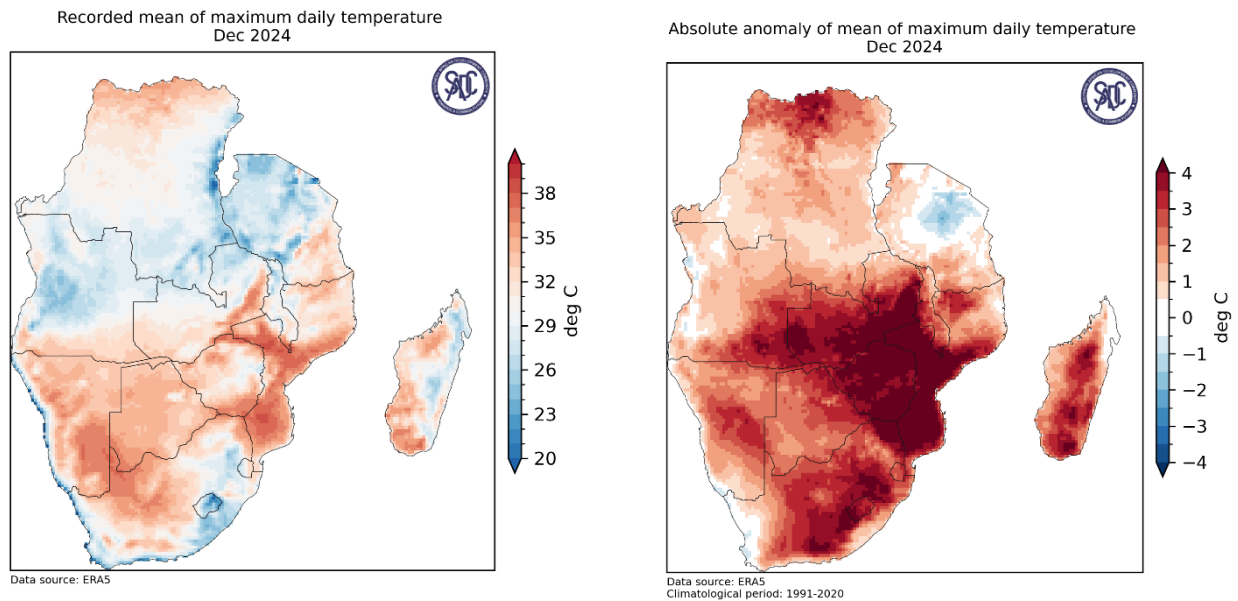 Recorded mean of maximum daily temperature
Dec 2024
SADC
38
35
32
29
26
23
20
deg C
Data source: ERA5
Absolute anomaly of mean of maximum daily temperature
Dec 2024
SADC
4
3
2
1
0
−1
−2
−3
−4
deg C
Data source: ERA5
Climatological period: 1991-2020